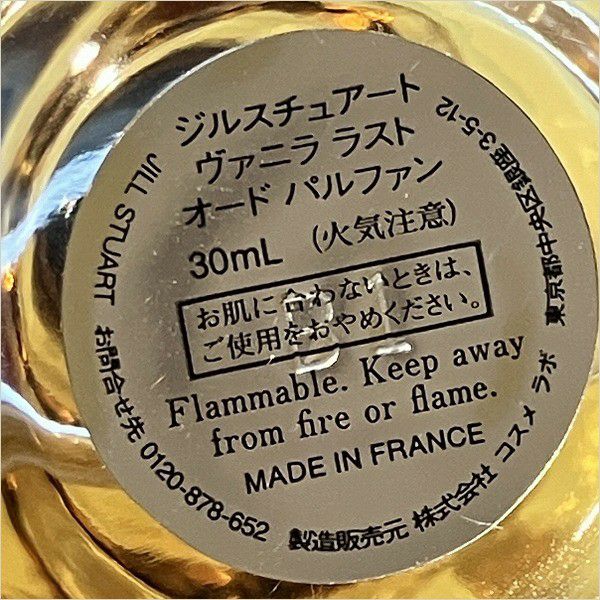 ジルスチュアート
ヴァニラ ラスト
オード パルファン
30mL (火気注意)
お肌に合わないときは、
ご使用をおやめください。
Flammable. Keep away
from fire or flame.
MADE IN FRANCE
JILL STUART お問合せ先 0120-878-652
製造販売元 株式会社 コスメ ラボ 東京都中央区銀座 3-5-12